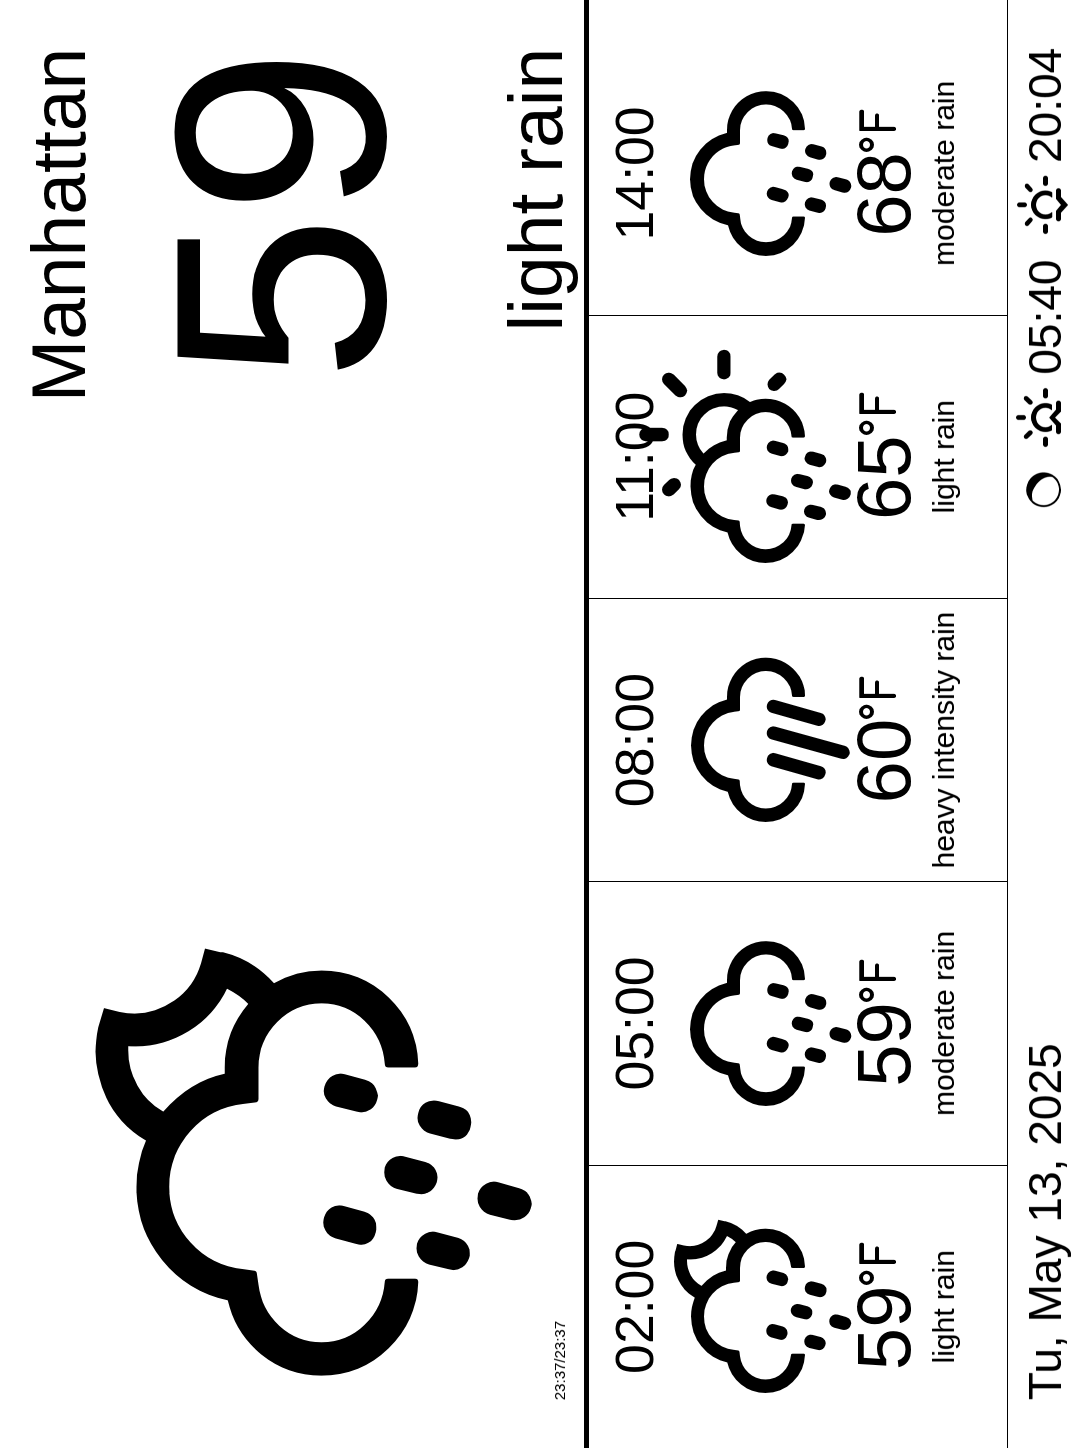 Manhattan
59
light rain
23:37/23:37
02:00
59°F
light rain
05:00
59°F
moderate rain
08:00
60°F
heavy intensity rain
11:00
65°F
light rain
14:00
68°F
moderate rain
Tu, May 13, 2025
05:40 20:04